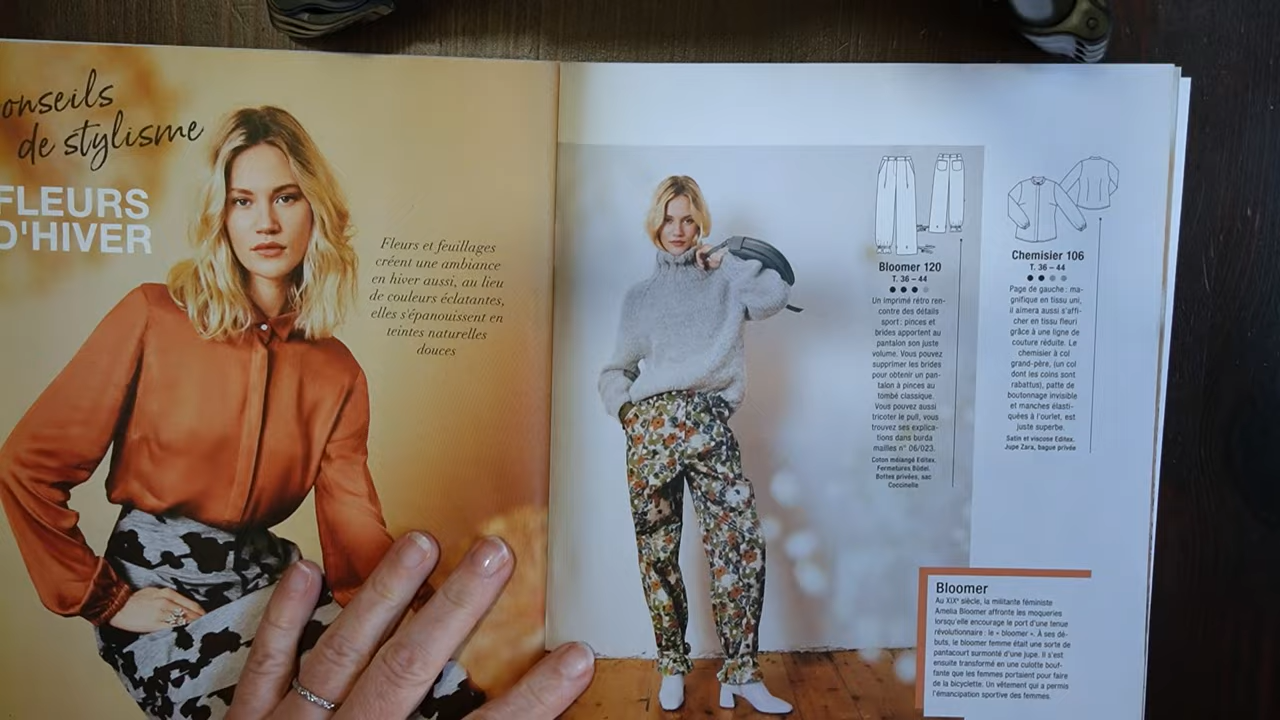 onseils
de stylisme
FLEURS
D'HIVER
Fleurs et feuillages
créent une ambiance
en hiver aussi, au lieu
de couleurs éclatantes,
elles s'épanouissent en
teintes naturelles
douces
Bloomer 120
T. 36 – 44
Un imprimé rétro ren-
contre des détails
sport : pinces et
brides apportent au
pantalon son juste
volume. Vous pouvez
supprimer les brides
pour obtenir un pan-
talon à pinces au
tombé classique.
Vous pouvez aussi
tricoter le pull, vous
trouvez ses explica-
tions dans burda
mailles n° 06/023.
Coton mélangé Editex.
Fermetures Büdel.
Bottes privées, sac
Coccinelle
Chemisier 106
T. 36 – 44
Page de gauche : ma-
gnifique en tissu uni,
il aimera aussi s'affi-
cher en tissu fleuri
grâce à une ligne de
couture réduite. Le
chemisier à col
grand-père, (un col
dont les coins sont
rabattus), patte de
boutonnage invisible
et manches élasti-
quées à l'ourlet, est
juste superbe.
Satin et viscose Editex.
Jupe Zara, bague privée
Bloomer
Au XIXe siècle, la militante féministe
Amelia Bloomer affronte les moqueries
lorsqu'elle encourage le port d'une tenue
révolutionnaire : le « bloomer ». À ses dé-
buts, le bloomer femme était une sorte de
pantacourt surmonté d'une jupe. Il s'est
ensuite transformé en une culotte bouf-
fante que les femmes portaient pour faire
de la bicyclette. Un vêtement qui a permis
l'émancipation sportive des femmes.